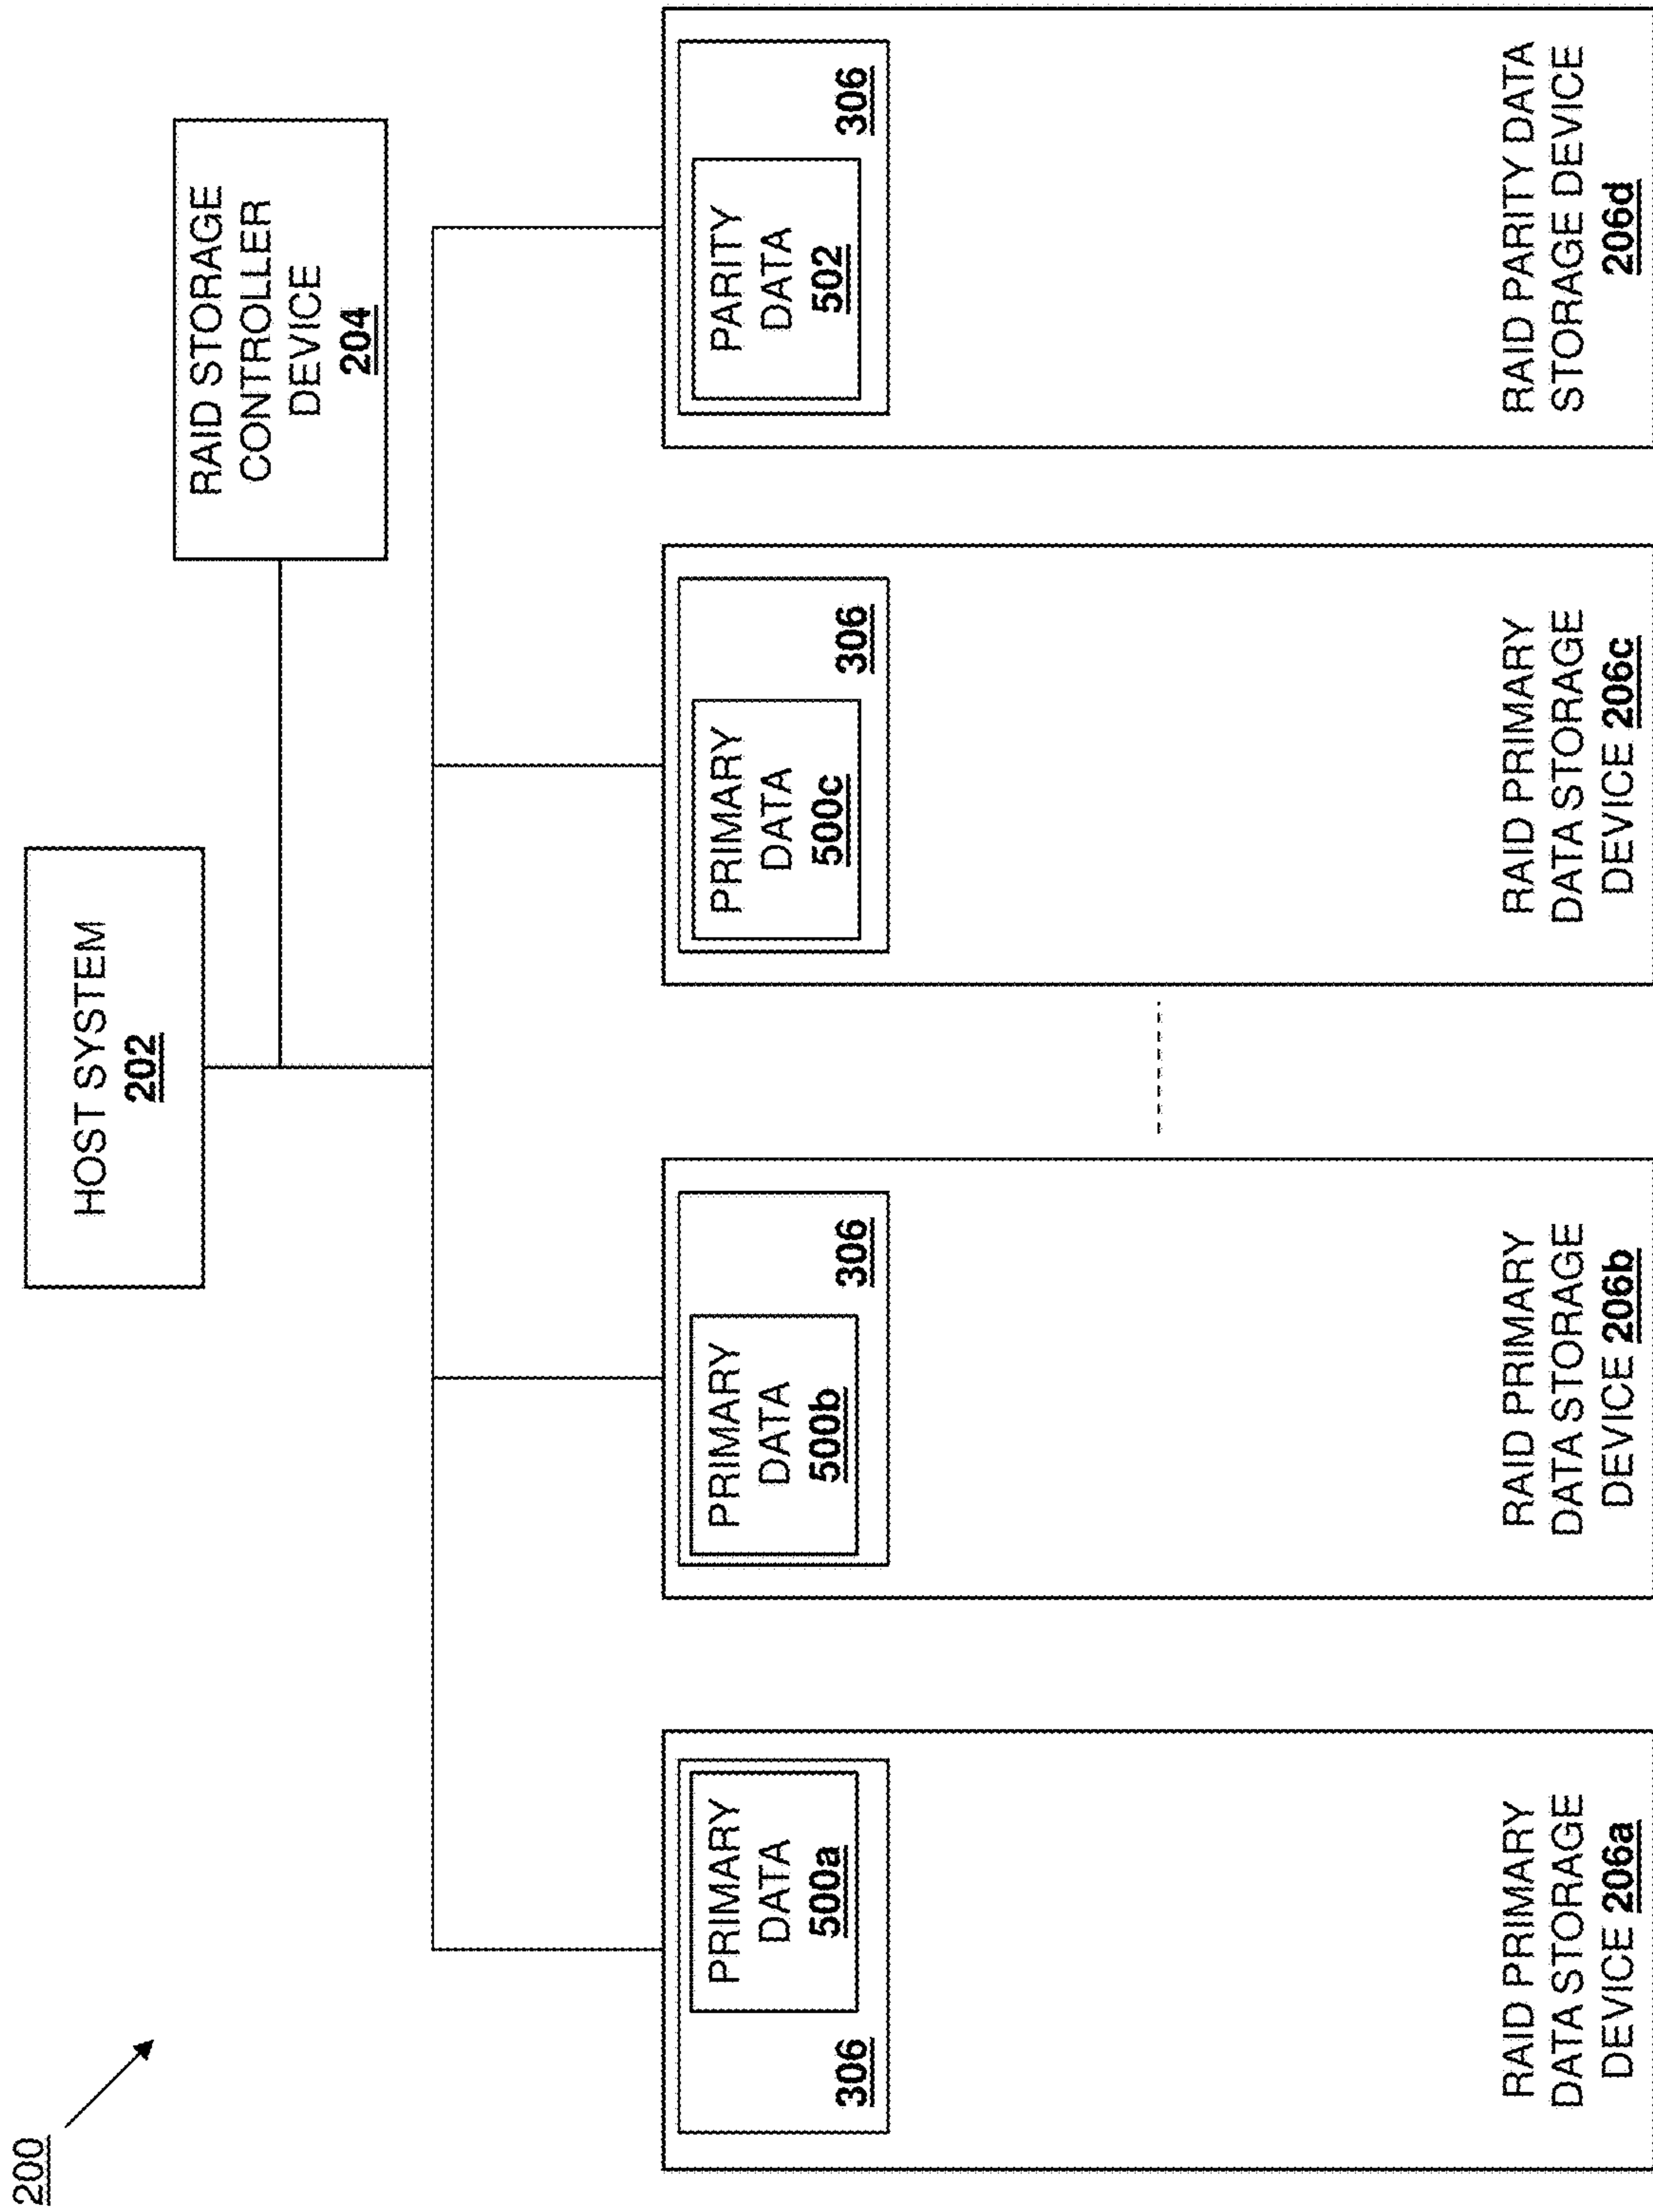 200
HOST SYSTEM
202
RAID STORAGE
CONTROLLER
DEVICE
204
306
PRIMARY
DATA
500a
RAID PRIMARY
DATA STORAGE
DEVICE 206a
PRIMARY
DATA
500b
306
RAID PRIMARY
DATA STORAGE
DEVICE 206b
PRIMARY
DATA
500c
306
RAID PRIMARY
DATA STORAGE
DEVICE 206c
PARITY
DATA
502
306
RAID PARITY DATA
STORAGE DEVICE
206d